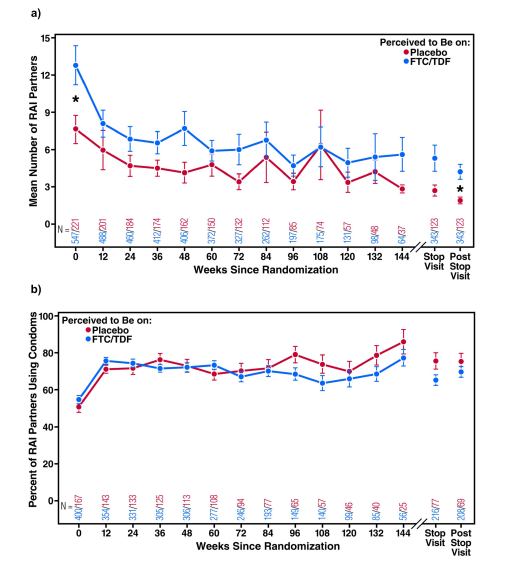 a)
15
12
9
6
3
0
Mean Number of RAI Partners
Perceived to Be on:
Placebo
FTC/TDF
*
*
N = 547/221 488/201 460/184 412/174 406/162 372/160 327/132 262/112 197/85 175/74 131/57 98/48 64/37 343/123 343/123
0 12 24 36 48 60 72 84 96 108 120 132 144 Stop Visit Post Stop Visit
Weeks Since Randomization
b)
100
80
60
40
20
0
Percent of RAI Partners Using Condoms
Perceived to Be on:
Placebo
FTC/TDF
N = 400/167 354/143 331/133 305/125 306/113 277/108 246/94 193/77 149/65 140/57 99/46 85/40 56/25 216/77 208/69
0 12 24 36 48 60 72 84 96 108 120 132 144 Stop Visit Post Stop Visit
Weeks Since Randomization